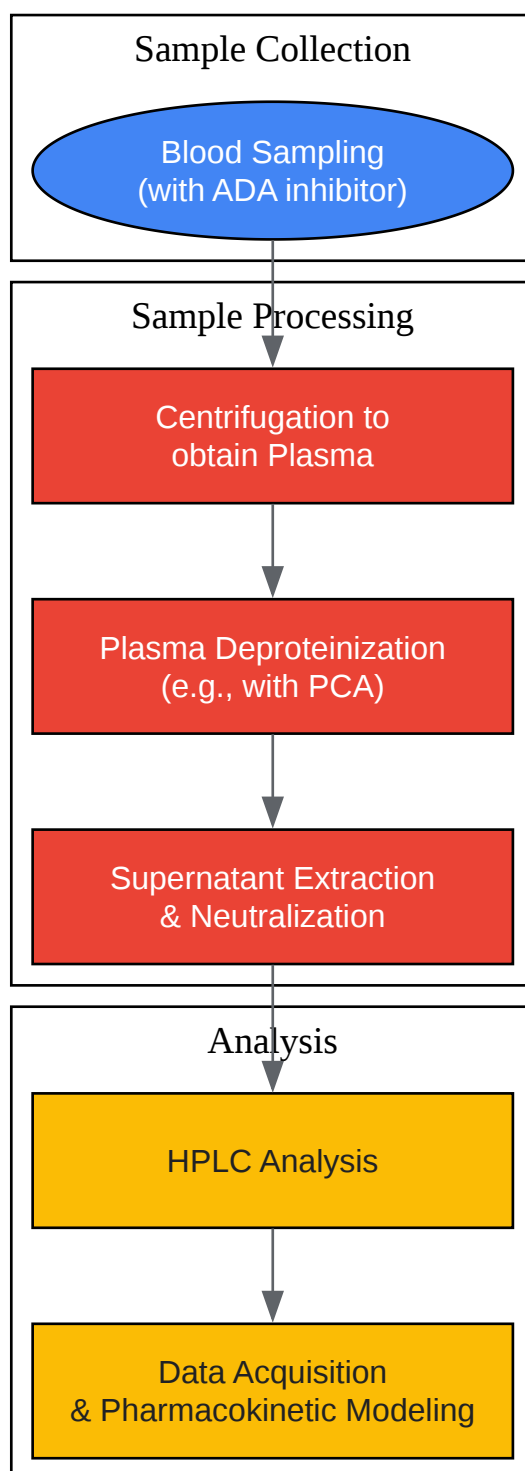 Sample Collection
Blood Sampling
(with ADA inhibitor)
Sample Processing
Centrifugation to
obtain Plasma
Plasma Deproteinization
(e.g., with PCA)
Supernatant Extraction
& Neutralization
Analysis
HPLC Analysis
Data Acquisition
& Pharmacokinetic Modeling